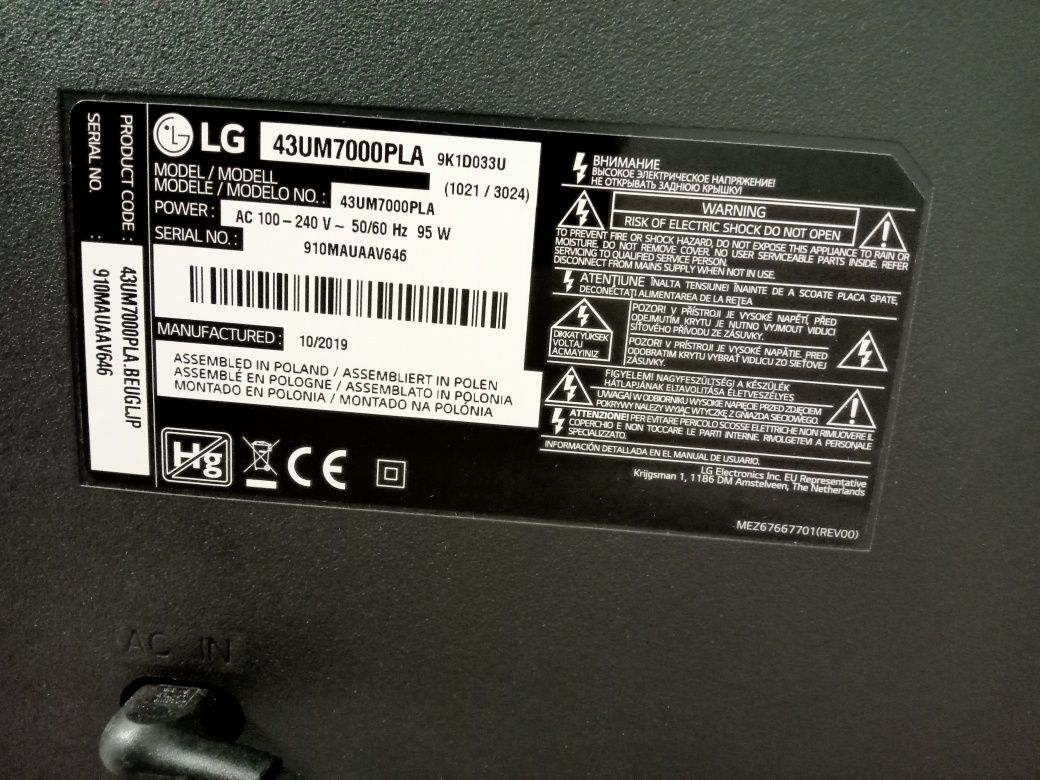 PRODUCT CODE : 43UM7000PLA.BEUGLJP
SERIAL NO. : 910MAUAAV646
LG 43UM7000PLA 9K1D033U
MODEL / MODELL
(1021 / 3024)
MODÈLE / MODELO NO. : 43UM7000PLA
POWER : AC 100 – 240 V ~ 50/60 Hz 95 W
SERIAL NO. :
910MAUAAV646
MANUFACTURED : 10/2019
ASSEMBLED IN POLAND / ASSEMBLIERT IN POLEN
ASSEMBLÉ EN POLOGNE / ASSEMBLATO IN POLONIA
MONTADO EN POLONIA / MONTADO NA POLÓNIA
Hg
CE
ВНИМАНИЕ
ВЫСОКОЕ ЭЛЕКТРИЧЕСКОЕ НАПРЯЖЕНИЕ!
НЕ ОТКРЫВАТЬ ЗАДНЮЮ КРЫШКУ!
WARNING
RISK OF ELECTRIC SHOCK DO NOT OPEN
TO PREVENT FIRE OR SHOCK HAZARD, DO NOT EXPOSE THIS APPLIANCE TO RAIN OR
MOISTURE. DO NOT REMOVE COVER. NO USER SERVICEABLE PARTS INSIDE. REFER
SERVICING TO QUALIFIED SERVICE PERSON.
DISCONNECT FROM MAINS SUPPLY WHEN NOT IN USE.
ATENŢIUNE ÎNALTA TENSIUNE! ÎNAINTE DE A SCOATE PLACA SPATE,
DECONECTAŢI ALIMENTAREA DE LA REŢEA
DIKKAT YÜKSEK
VOLTAJ
AÇMAYINIZ
POZOR! V PŘÍSTROJI JE VYSOKÉ NAPĚTÍ, PŘED
ODEJMUTÍM KRYTU JE NUTNO VYJMOUT VIDLICI
SÍŤOVÉHO PŘÍVODU ZE ZÁSUVKY.
POZOR! V PRÍSTROJI JE VYSOKÉ NAPÄTIE. PRED
ODOBRATIM KRYTU VYBRAŤ VIDLICU ZO SIEŤOVEJ
ZÁSUVKY.
FIGYELEM! NAGYFESZÜLTSÉG! A KÉSZÜLÉK
HÁTLAPJÁNAK ELTÁVOLITÁSA ÉLETVESZÉLYES
UWAGA! W ODBIORNIKU WYSOKIE NAPIĘCIE PRZED ZDJĘCIEM
POKRYWY NALEŻY WYJĄĆ WTYCZKĘ Z GNIAZDA SIECIOWEGO.
ATTENZIONE! PER EVITARE PERICOLO SCOSSE ELETTRICHE NON RIMUOVERE IL
COPERCHIO E NON TOCCARE LE PARTI INTERNE. RIVOLGETEVI A PERSONALE
SPECIALIZZATO.
INFORMACIÓN DETALLADA EN EL MANUAL DE USUARIO.
LG Electronics Inc. EU Representative
Krijgsman 1, 1186 DM Amstelveen, The Netherlands
MEZ67667701(REV00)
AC IN